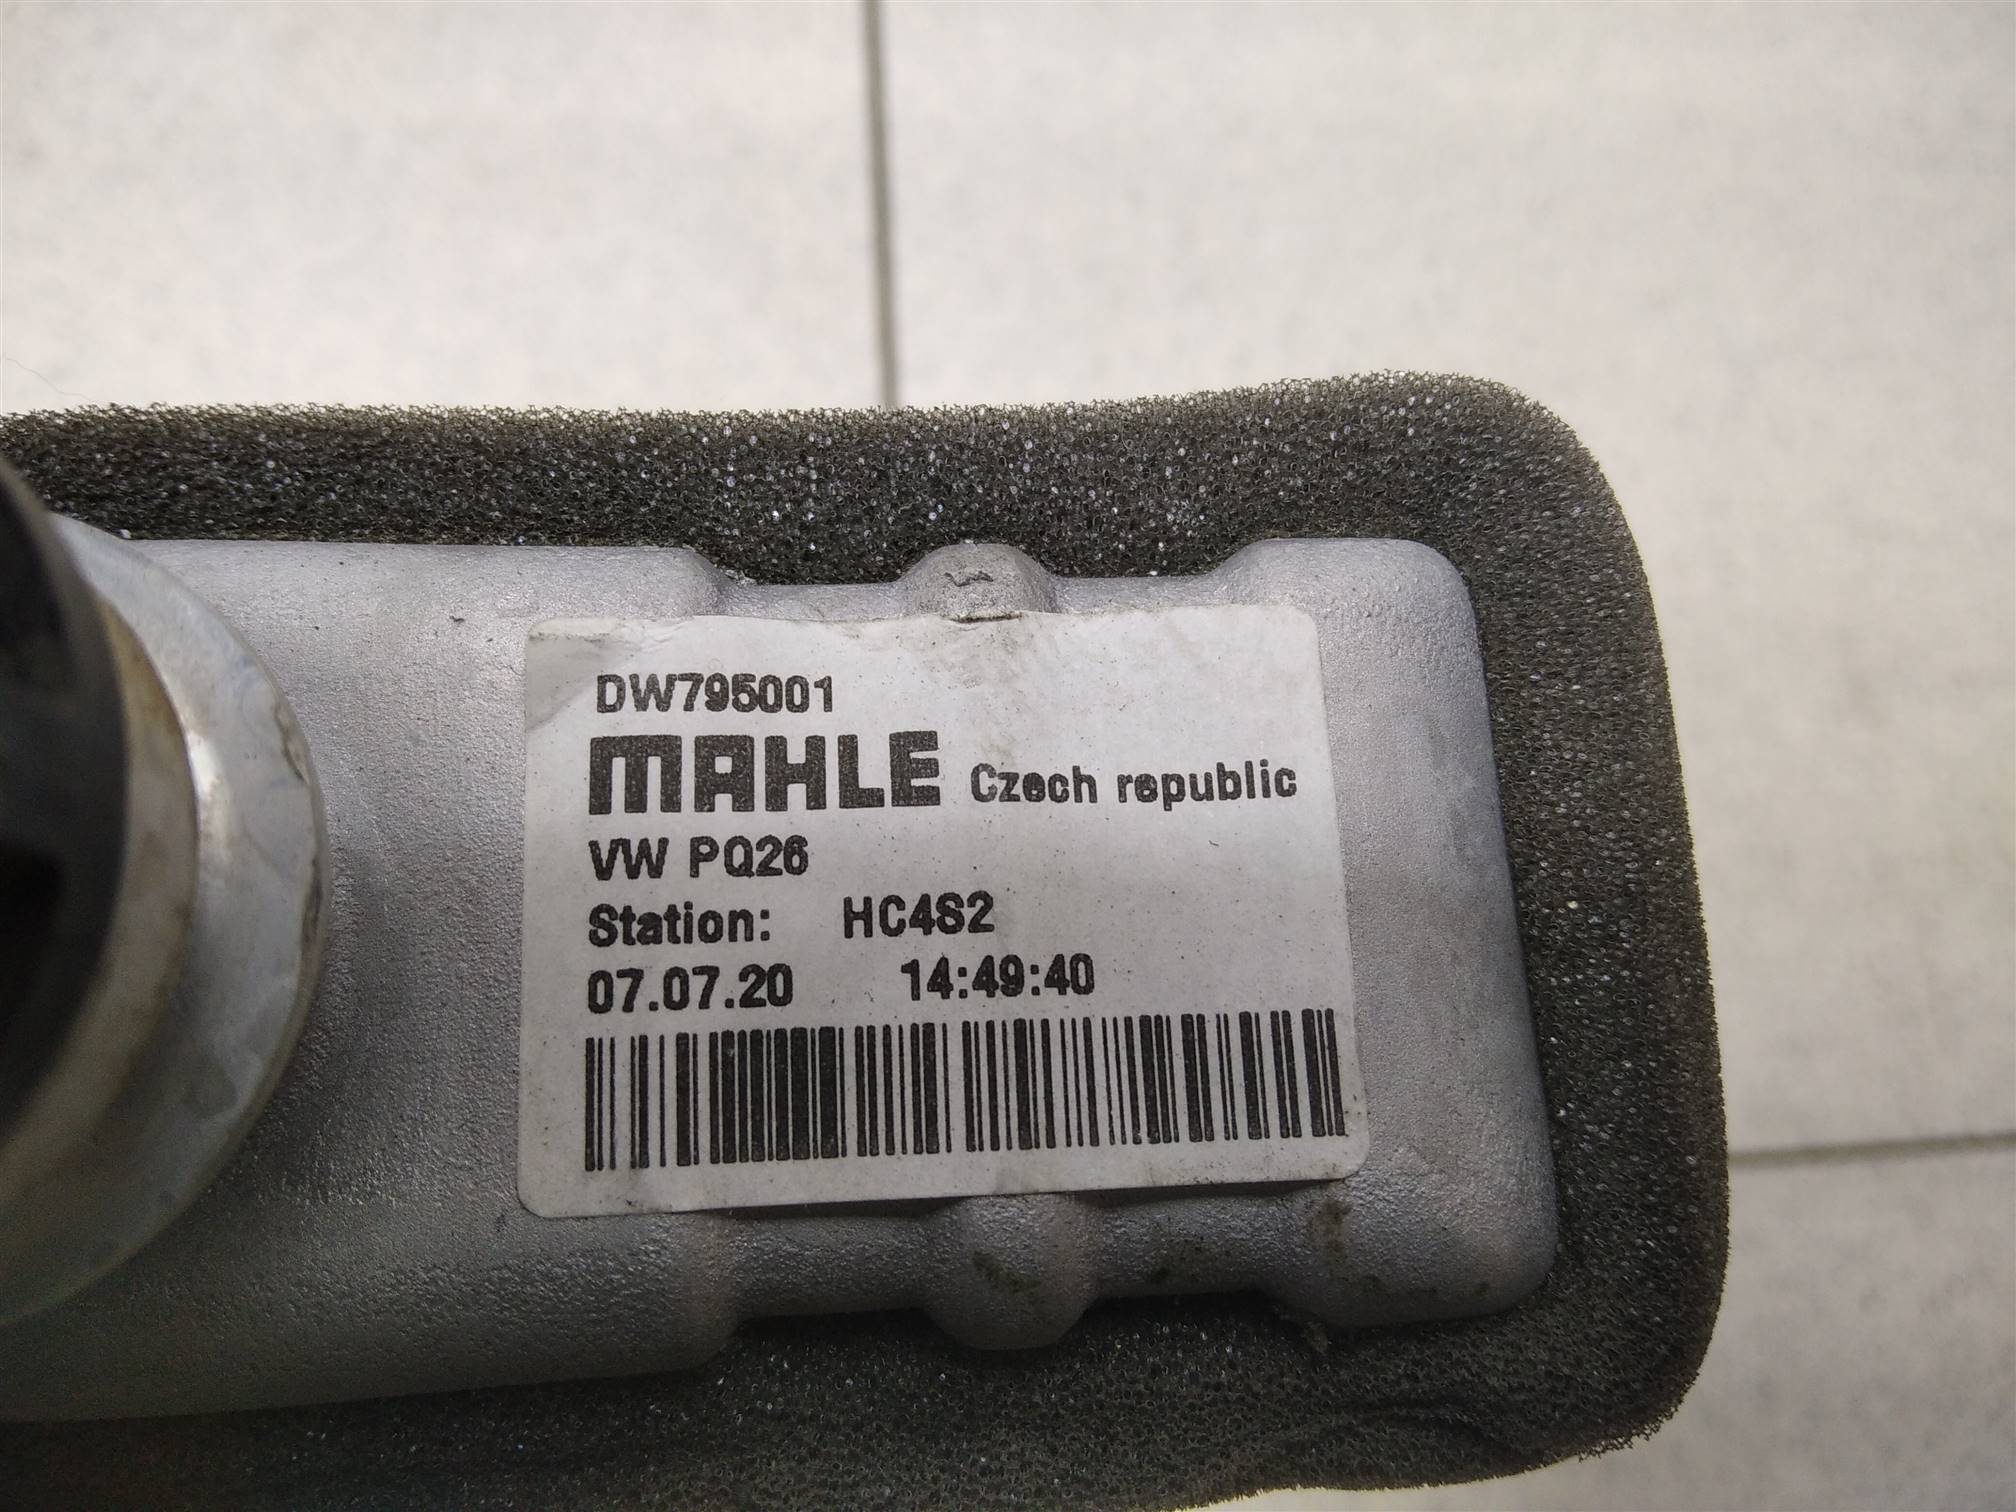 DW795001
MAHLE Czech republic
VW PQ26
Station: HC4S2
07.07.20 14:49:40